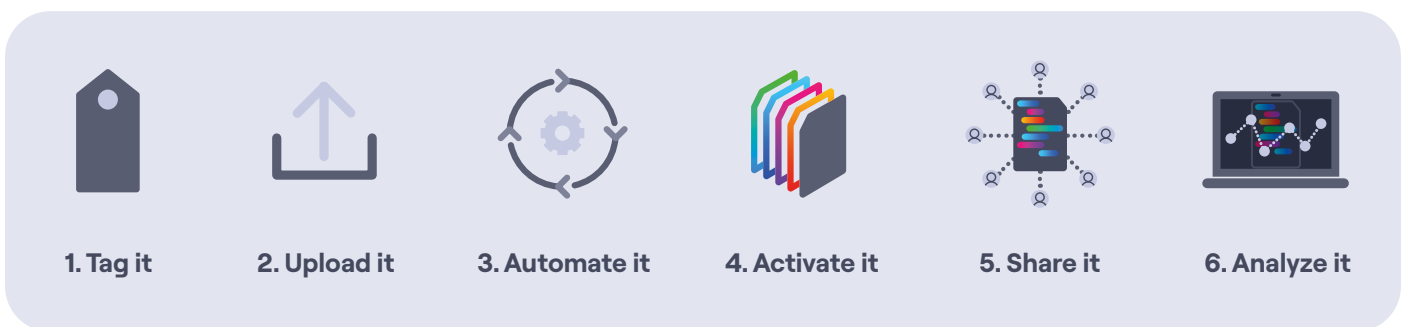 1. Tag it
2. Upload it
3. Automate it
4. Activate it
5. Share it
6. Analyze it